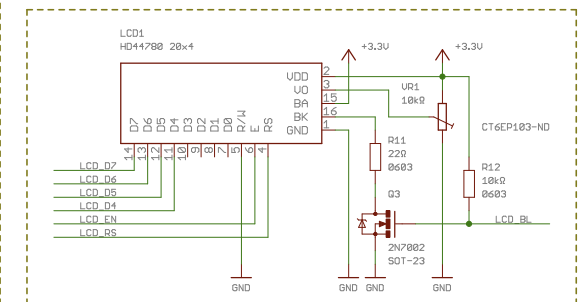 LCD1
HD44780 20x4
+3.3V
+3.3V
VDD 2
VO 3
BA 15
BK 16
GND 1
VR1
10kΩ
CT6EP103-ND
D7 D6 D5 D4 D3 D2 D1 D0 R/W E RS
14 13 12 11 10 9 8 7 5 6 4
R11
22Ω
0603
R12
10kΩ
0603
LCD_D7
LCD_D6
LCD_D5
LCD_D4
LCD_EN
LCD_RS
Q3
2N7002
SOT-23
LCD_BL
GND
GND
GND
GND